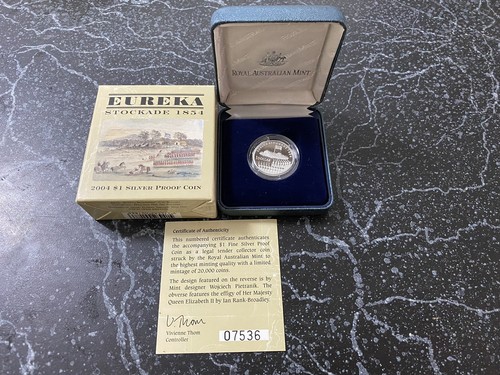 ROYAL AUSTRALIAN MINT
EUREKA
STOCKADE 1854
2004 $1 SILVER PROOF COIN
Certificate of Authenticity
This numbered certificate authenticates
the accompanying $1 Fine Silver Proof
Coin as a legal tender collector coin
struck by the Royal Australian Mint to
the highest minting quality with a limited
mintage of 20,000 coins.
The design featured on the reverse is by
Mint designer Wojciech Pietranik. The
obverse features the effigy of Her Majesty
Queen Elizabeth II by Ian Rank-Broadley.
V Thom
Vivienne Thom
Controller
07536